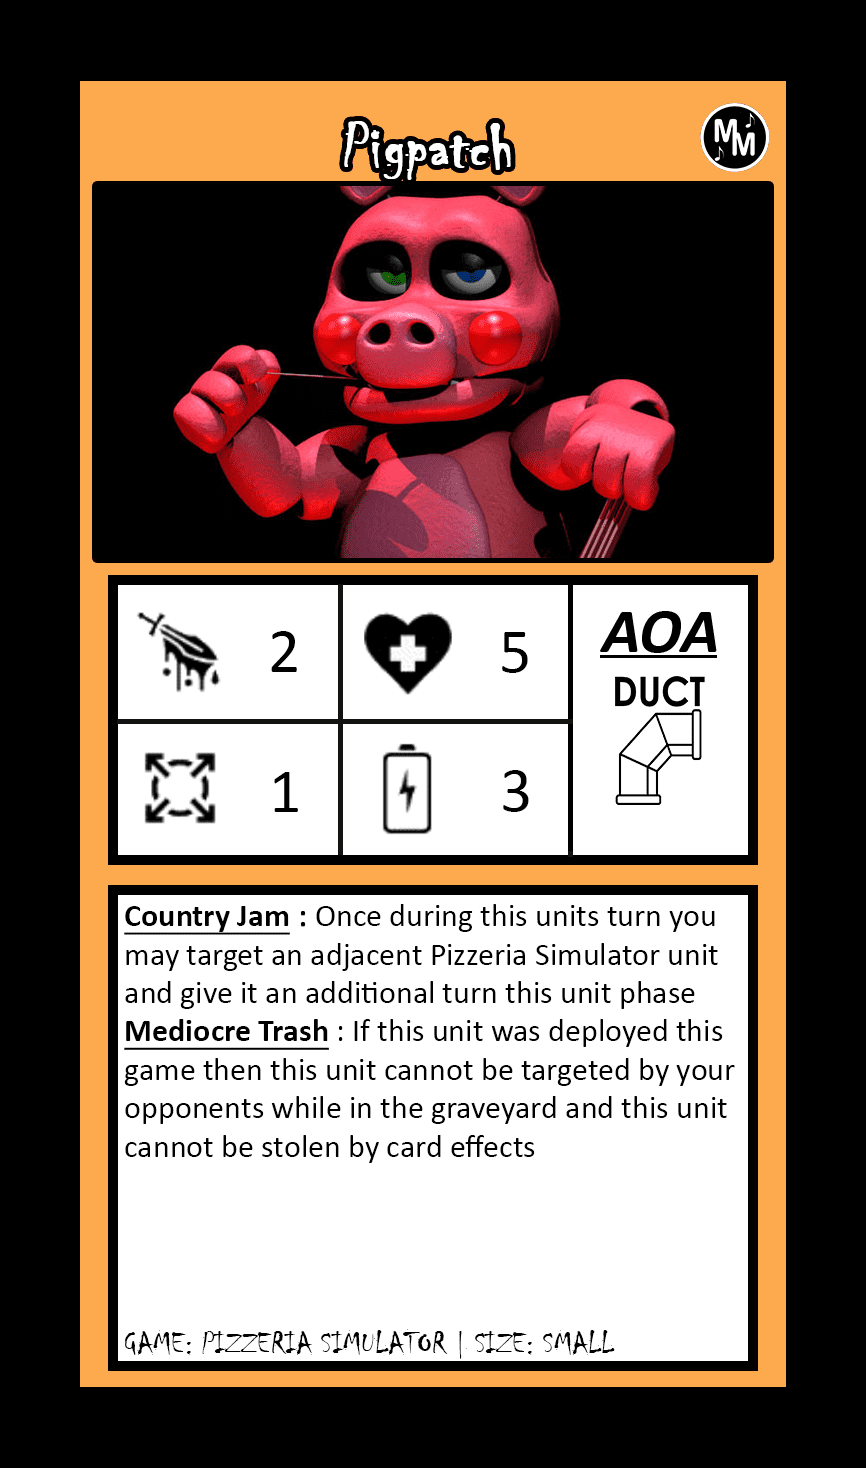 Pigpatch
MM
2
5
AOA
DUCT
1
3
Country Jam : Once during this units turn you
may target an adjacent Pizzeria Simulator unit
and give it an additional turn this unit phase
Mediocre Trash : If this unit was deployed this
game then this unit cannot be targeted by your
opponents while in the graveyard and this unit
cannot be stolen by card effects
GAME: PIZZERIA SIMULATOR | SIZE: SMALL